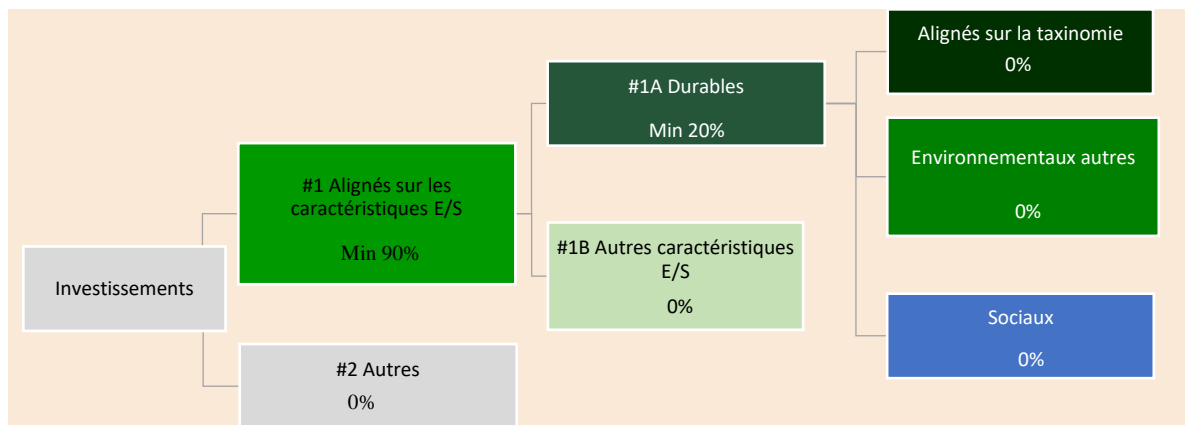 Investissements
#1 Alignés sur les
caractéristiques E/S
Min 90%
#2 Autres
0%
#1A Durables
Min 20%
#1B Autres caractéristiques
E/S
0%
Alignés sur la taxinomie
0%
Environnementaux autres
0%
Sociaux
0%